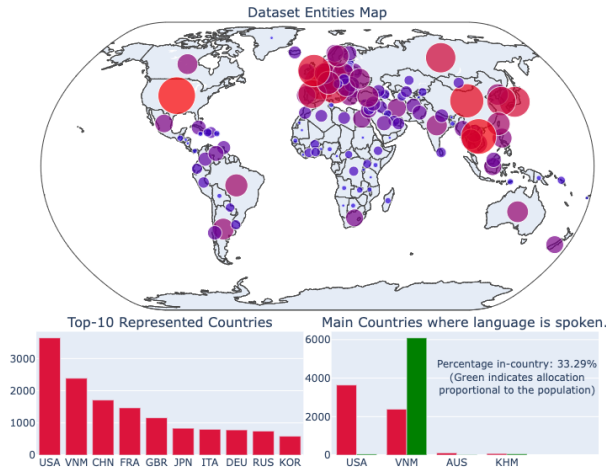 Dataset Entities Map
Top-10 Represented Countries
3000
2000
1000
0
USA VNM CHN FRA GBR JPN ITA DEU RUS KOR
Main Countries where language is spoken.
6000
4000
2000
0
Percentage in-country: 33.29%
(Green indicates allocation
proportional to the population)
USA VNM AUS KHM